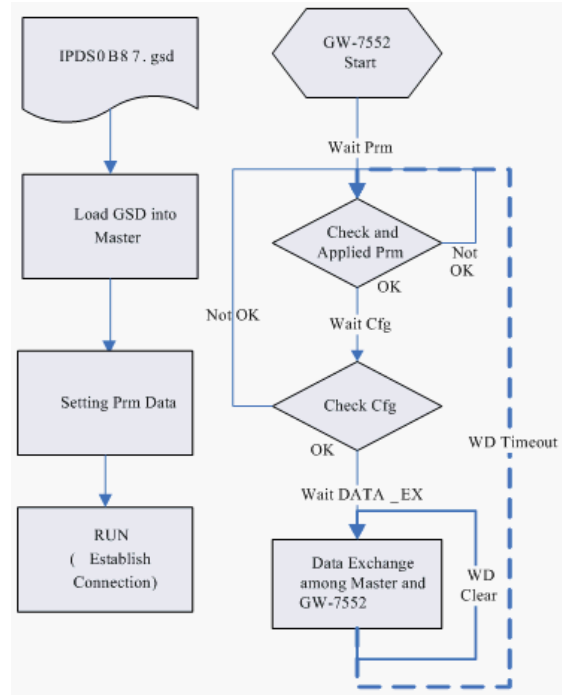 IPDS0B87.gsd
Load GSD into
Master
Setting Prm Data
RUN
( Establish
Connection)
GW-7552
Start
Wait Prm
Check and
Applied Prm
Not
OK
OK
Wait Cfg
Not OK
Check Cfg
OK
WD Timeout
Wait DATA _EX
Data Exchange
among Master and
GW-7552
WD
Clear